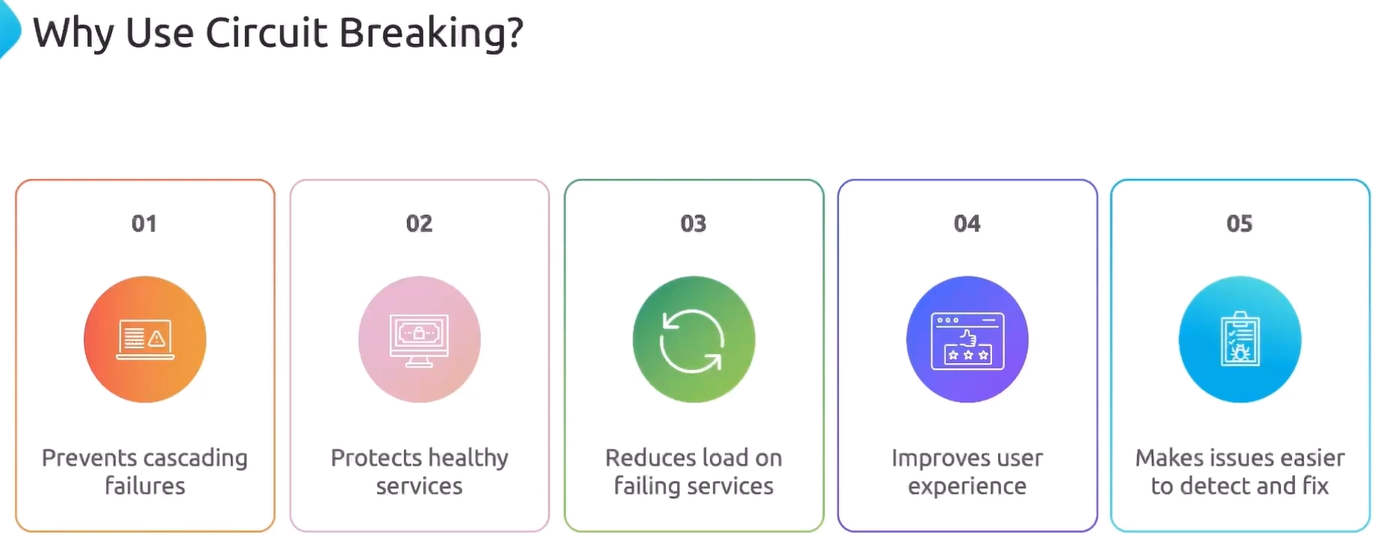 Why Use Circuit Breaking?
01
Prevents cascading
failures
02
Protects healthy
services
03
Reduces load on
failing services
04
Improves user
experience
05
Makes issues easier
to detect and fix